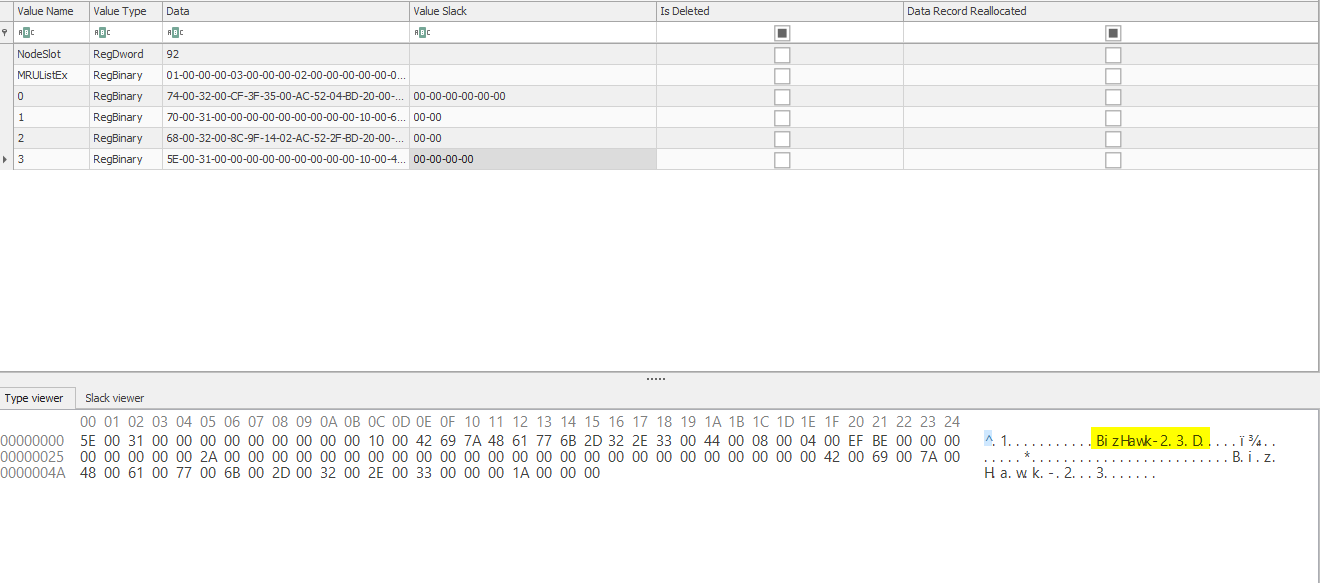 Value Name Value Type Data Value Slack Is Deleted Data Record Reallocated
ABC ABC ABC ABC
NodeSlot RegDword 92
MRUListEx RegBinary 01-00-00-00-03-00-00-00-02-00-00-00-00-00-0...
0 RegBinary 74-00-32-00-CF-3F-35-00-AC-52-04-BD-20-00-... 00-00-00-00-00-00
1 RegBinary 70-00-31-00-00-00-00-00-00-00-00-00-10-00-6... 00-00
2 RegBinary 68-00-32-00-8C-9F-14-02-AC-52-2F-BD-20-00-... 00-00
3 RegBinary 5E-00-31-00-00-00-00-00-00-00-00-00-10-00-4... 00-00-00-00
Type viewer Slack viewer
00 01 02 03 04 05 06 07 08 09 0A 0B 0C 0D 0E 0F 10 11 12 13 14 15 16 17 18 19 1A 1B 1C 1D 1E 1F 20 21 22 23 24
00000000 5E 00 31 00 00 00 00 00 00 00 00 00 10 00 42 69 7A 48 61 77 6B 2D 32 2E 33 00 44 00 08 00 04 00 EF BE 00 00 00 ^.1...........BizHawk-2.3.D.....ï¾..
00000025 00 00 00 00 00 2A 00 00 00 00 00 00 00 00 00 00 00 00 00 00 00 00 00 00 00 00 00 00 00 00 00 42 00 69 00 7A 00 .....*.........................B.i.z.
0000004A 48 00 61 00 77 00 6B 00 2D 00 32 00 2E 00 33 00 00 00 1A 00 00 00 H.a.w.k.-.2...3.......